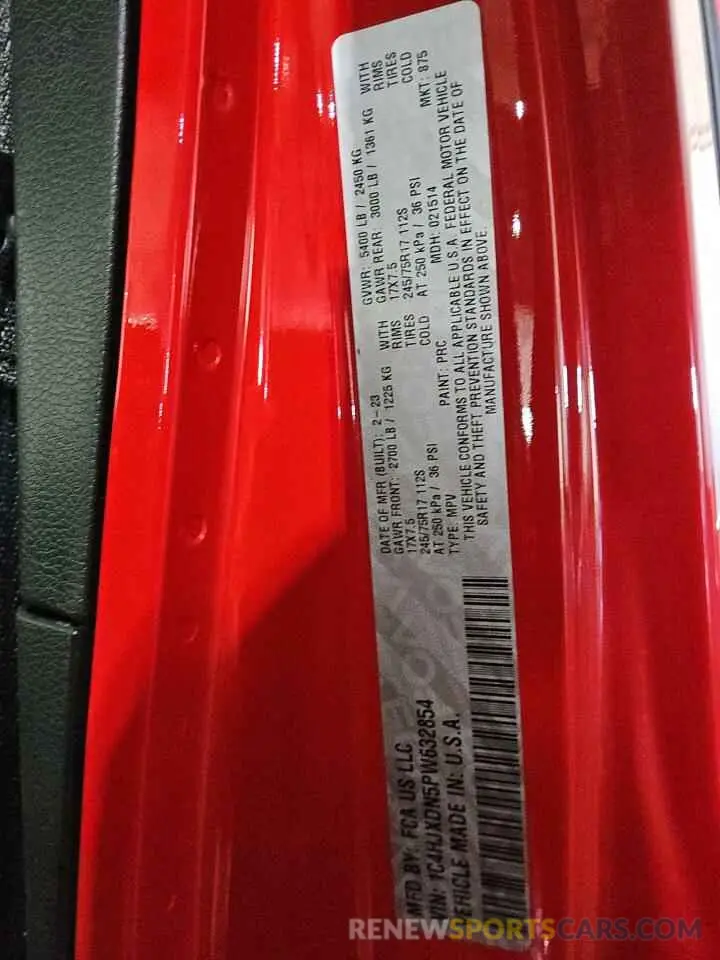 MFD BY: FCA US LLC
VIN: 1C4HJXDN5PW632854
VEHICLE MADE IN: U.S.A.
DATE OF MFR (BUILT): 2-23
GAWR FRONT: 2700 LB / 1225 KG WITH
17X7.5 RIMS
245/75R17 112S TIRES
AT 250 kPa / 36 PSI COLD
TYPE: MPV PAINT: PRC
GVWR: 5400 LB / 2450 KG
GAWR REAR: 3000 LB / 1361 KG WITH
17X7.5 RIMS
245/75R17 112S TIRES
AT 250 kPa / 36 PSI COLD
MDH: 021514 MKT: 875
THIS VEHICLE CONFORMS TO ALL APPLICABLE U.S.A. FEDERAL MOTOR VEHICLE
SAFETY AND THEFT PREVENTION STANDARDS IN EFFECT ON THE DATE OF
MANUFACTURE SHOWN ABOVE.
RENEWSPORTSCARS.COM